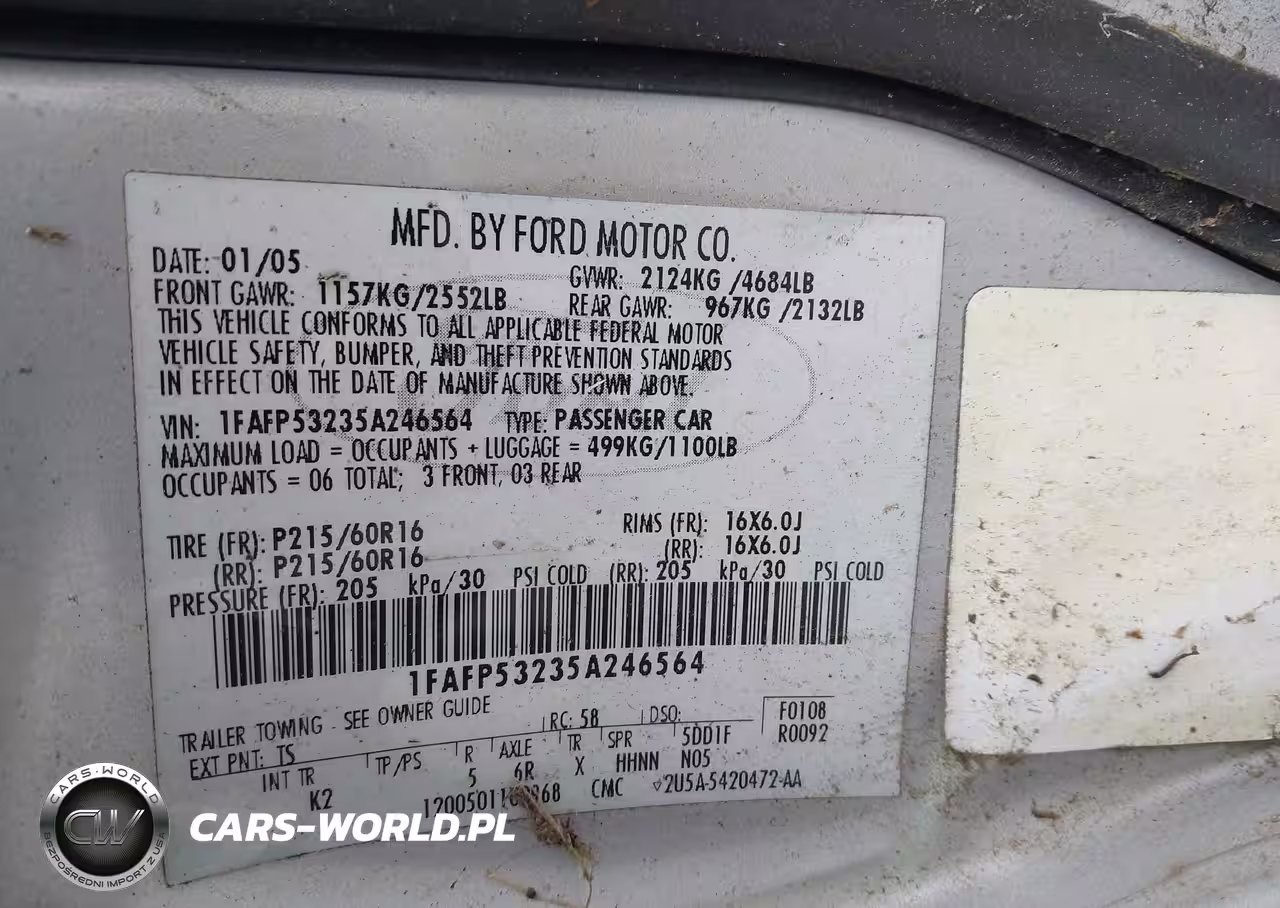 MFD. BY FORD MOTOR CO.
DATE: 01/05 GVWR: 2124KG /4684LB
FRONT GAWR: 1157KG/2552LB REAR GAWR: 967KG /2132LB
THIS VEHICLE CONFORMS TO ALL APPLICABLE FEDERAL MOTOR
VEHICLE SAFETY, BUMPER, AND THEFT PREVENTION STANDARDS
IN EFFECT ON THE DATE OF MANUFACTURE SHOWN ABOVE.
VIN: 1FAFP53235A246564 TYPE: PASSENGER CAR
MAXIMUM LOAD = OCCUPANTS + LUGGAGE = 499KG/1100LB
OCCUPANTS = 06 TOTAL; 3 FRONT, 03 REAR
TIRE (FR): P215/60R16 RIMS (FR): 16X6.0J
(RR): P215/60R16 (RR): 16X6.0J
PRESSURE (FR): 205 kPa/30 PSI COLD (RR): 205 kPa/30 PSI COLD
1FAFP53235A246564
TRAILER TOWING - SEE OWNER GUIDE
EXT PNT: TS RC: 58 DSO: F0108
R0092
INT TR TP/PS R AXLE TR SPR 5DD1F
K2 5 6R X HHNN N05
CMC 2U5A-5420472-AA
CARS-WORLD
CW
BEZPOŚREDNI IMPORT Z USA
CARS-WORLD.PL